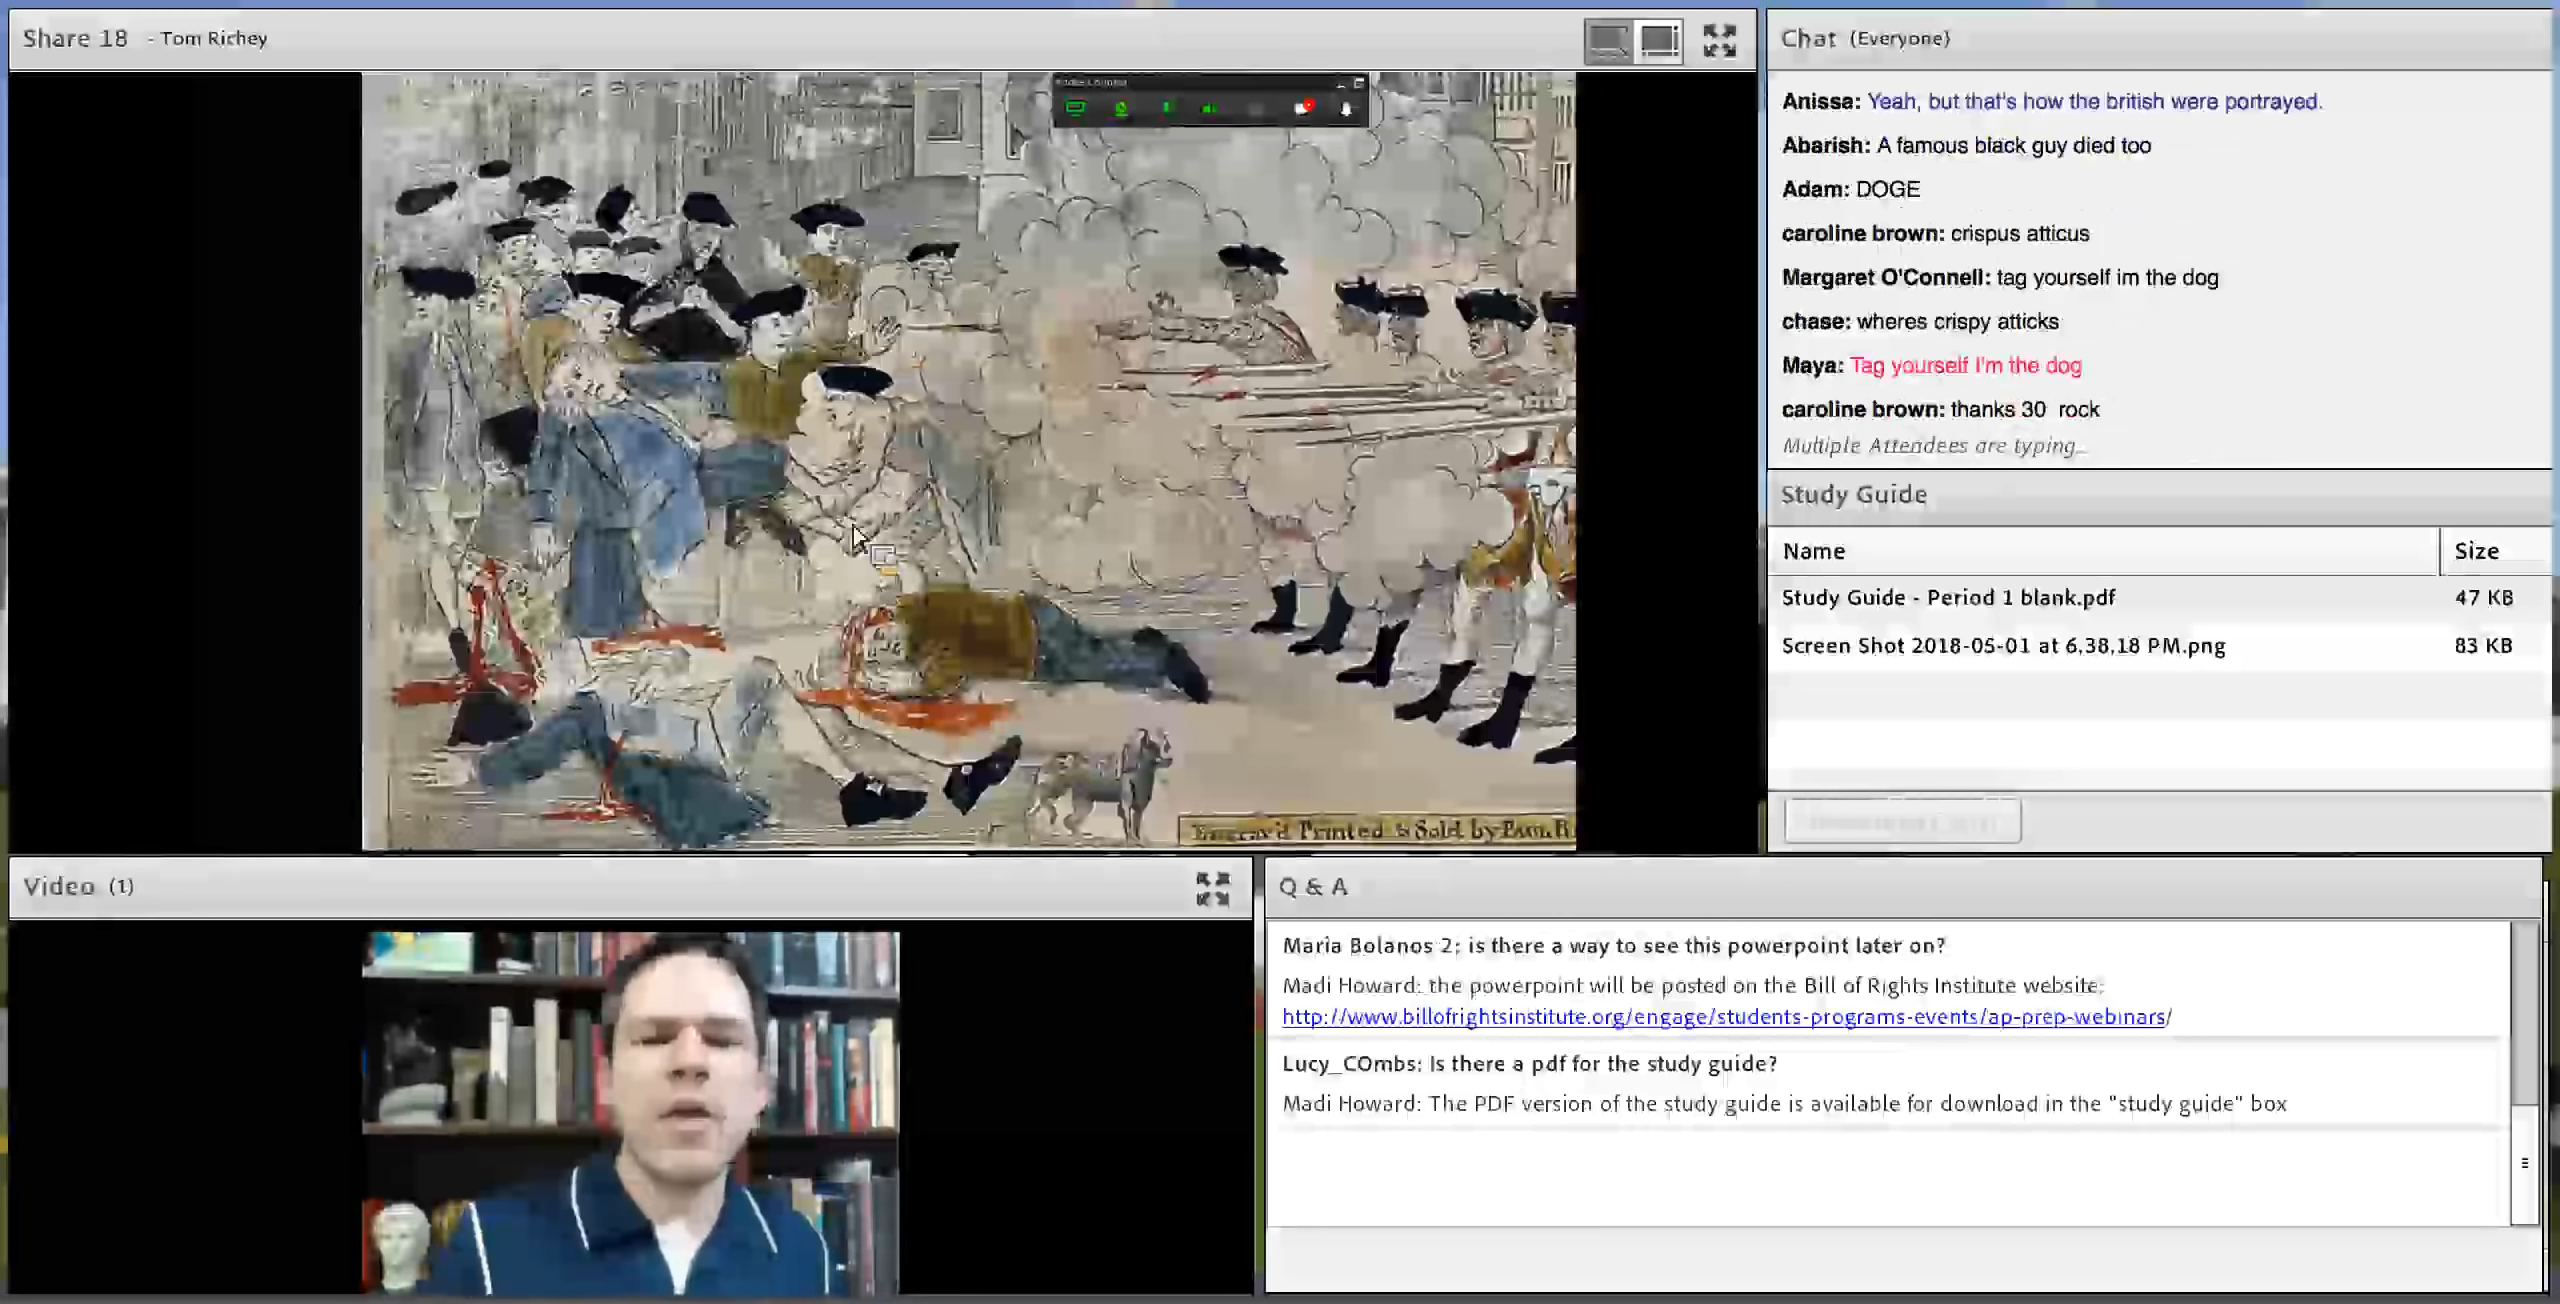 Share 18 - Tom Richey
Engrav'd Printed & Sold by
Chat (Everyone)
Anissa: Yeah, but that's how the british were portrayed.
Abarish: A famous black guy died too
Adam: DOGE
caroline brown: crispus atticus
Margaret O'Connell: tag yourself im the dog
chase: wheres crispy atticks
Maya: Tag yourself I'm the dog
caroline brown: thanks 30 rock
Multiple Attendees are typing...
Study Guide
Name Size
Study Guide - Period 1 blank.pdf 47 KB
Screen Shot 2018-05-01 at 6.38.18 PM.png 83 KB
Video (1)
Q & A
Maria Bolanos 2: is there a way to see this powerpoint later on?
Madi Howard: the powerpoint will be posted on the Bill of Rights Institute website:
http://www.billofrightsinstitute.org/engage/students-programs-events/ap-prep-webinars/
Lucy_COmbs: Is there a pdf for the study guide?
Madi Howard: The PDF version of the study guide is available for download in the "study guide" box